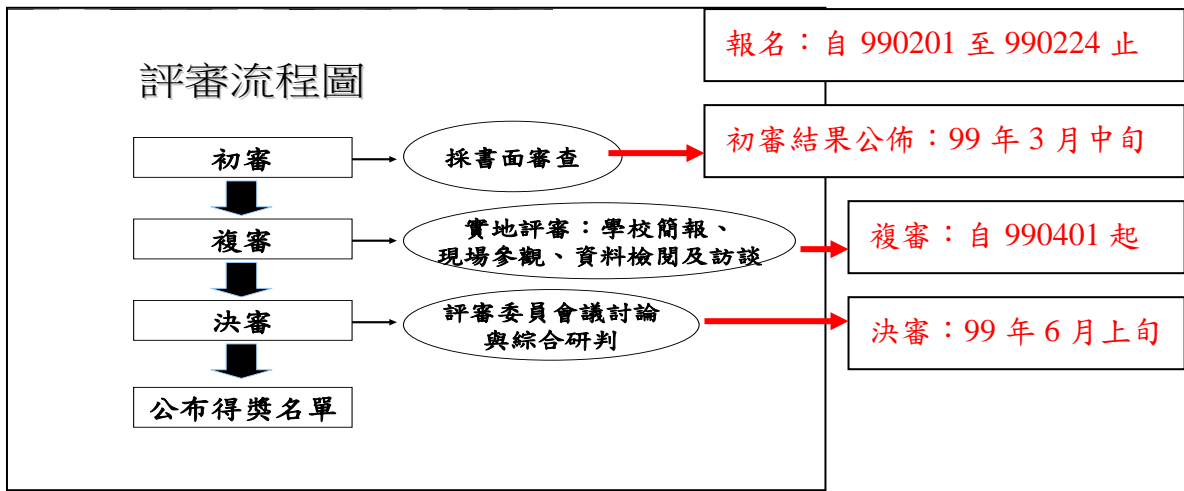 報名：自 990201 至 990224 止
評審流程圖
初審
採書面審查
初審結果公佈：99 年 3 月中旬
複審
實地評審：學校簡報、
現場參觀、資料檢閱及訪談
複審：自 990401 起
決審
評審委員會議討論
與綜合研判
決審：99 年 6 月上旬
公布得獎名單